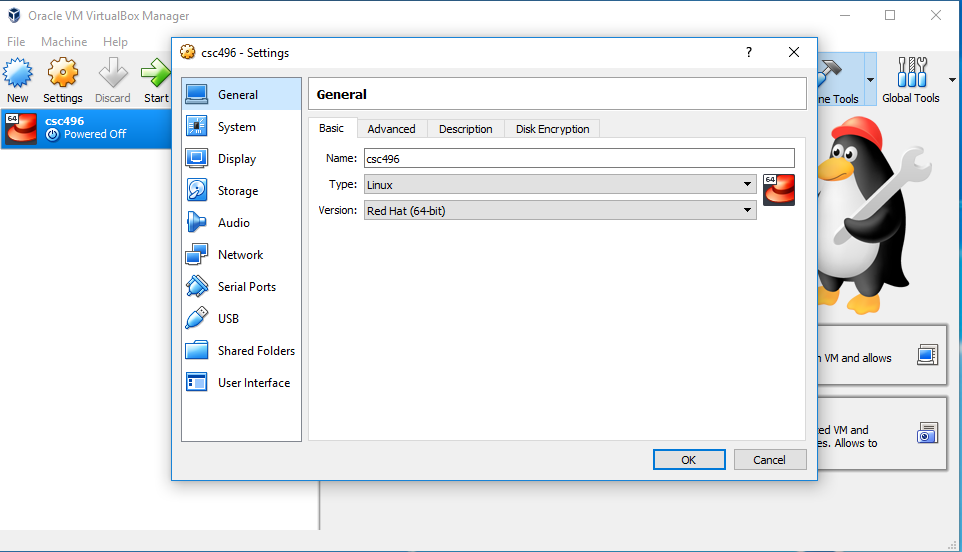 Oracle VM VirtualBox Manager
File Machine Help
New Settings Discard Start
ne Tools Global Tools
64 csc496
Powered Off
csc496 - Settings
?
General
System
Display
Storage
Audio
Network
Serial Ports
USB
Shared Folders
User Interface
General
Basic Advanced Description Disk Encryption
Name: csc496
Type: Linux
64
Version: Red Hat (64-bit)
OK Cancel
VM and allows
ed VM and
es. Allows to